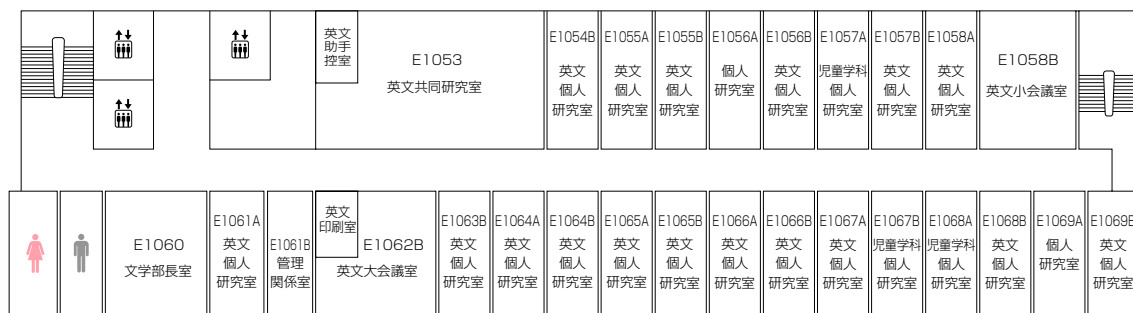 英文
助手
控室
E1053
英文共同研究室
E1054B
英文
個人
研究室
E1055A
英文
個人
研究室
E1055B
英文
個人
研究室
E1056A
個人
研究室
E1056B
英文
個人
研究室
E1057A
児童学科
個人
研究室
E1057B
英文
個人
研究室
E1058A
英文
個人
研究室
E1058B
英文小会議室
E1060
文学部長室
E1061A
英文
個人
研究室
E1061B
管理
関係室
英文
印刷室
E1062B
英文大会議室
E1063B
英文
個人
研究室
E1064A
英文
個人
研究室
E1064B
英文
個人
研究室
E1065A
英文
個人
研究室
E1065B
英文
個人
研究室
E1066A
英文
個人
研究室
E1066B
英文
個人
研究室
E1067A
英文
個人
研究室
E1067B
児童学科
個人
研究室
E1068A
児童学科
個人
研究室
E1068B
英文
個人
研究室
E1069A
個人
研究室
E1069B
英文
個人
研究室